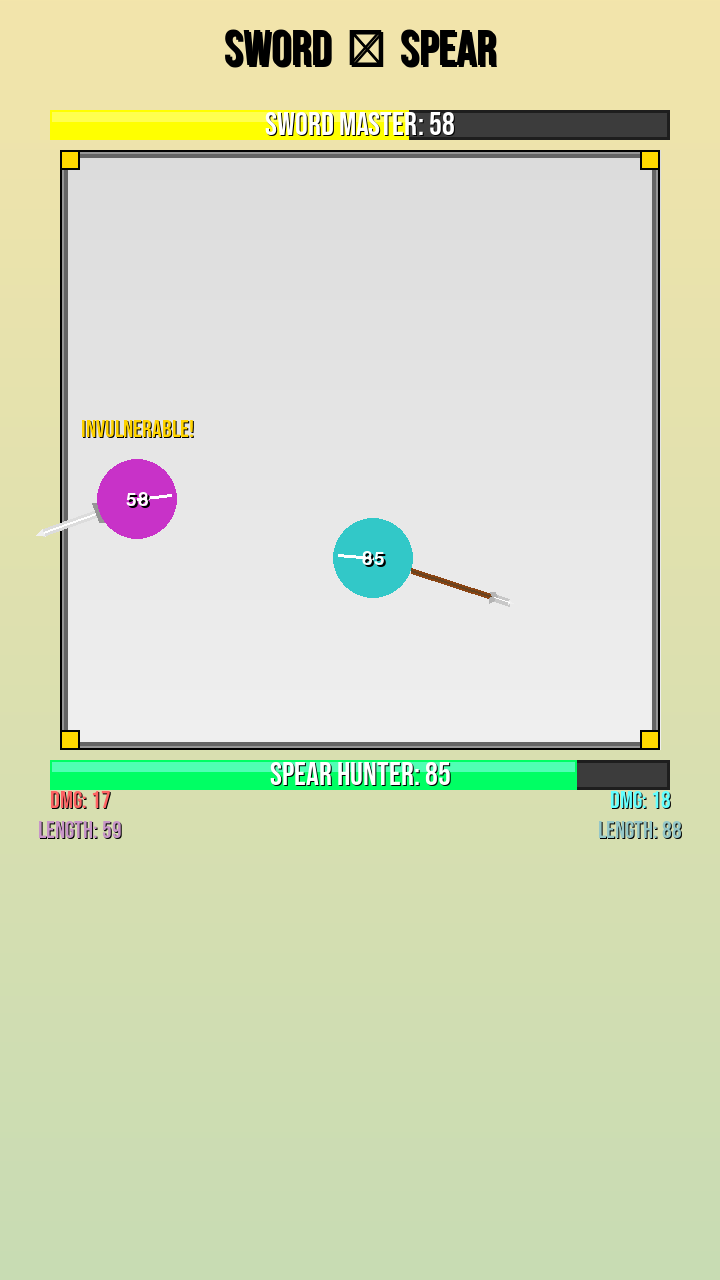 SWORD ☒ SPEAR
SWORD MASTER: 58
INVULNERABLE!
58
85
SPEAR HUNTER: 85
DMG: 17
DMG: 18
LENGTH: 59
LENGTH: 88